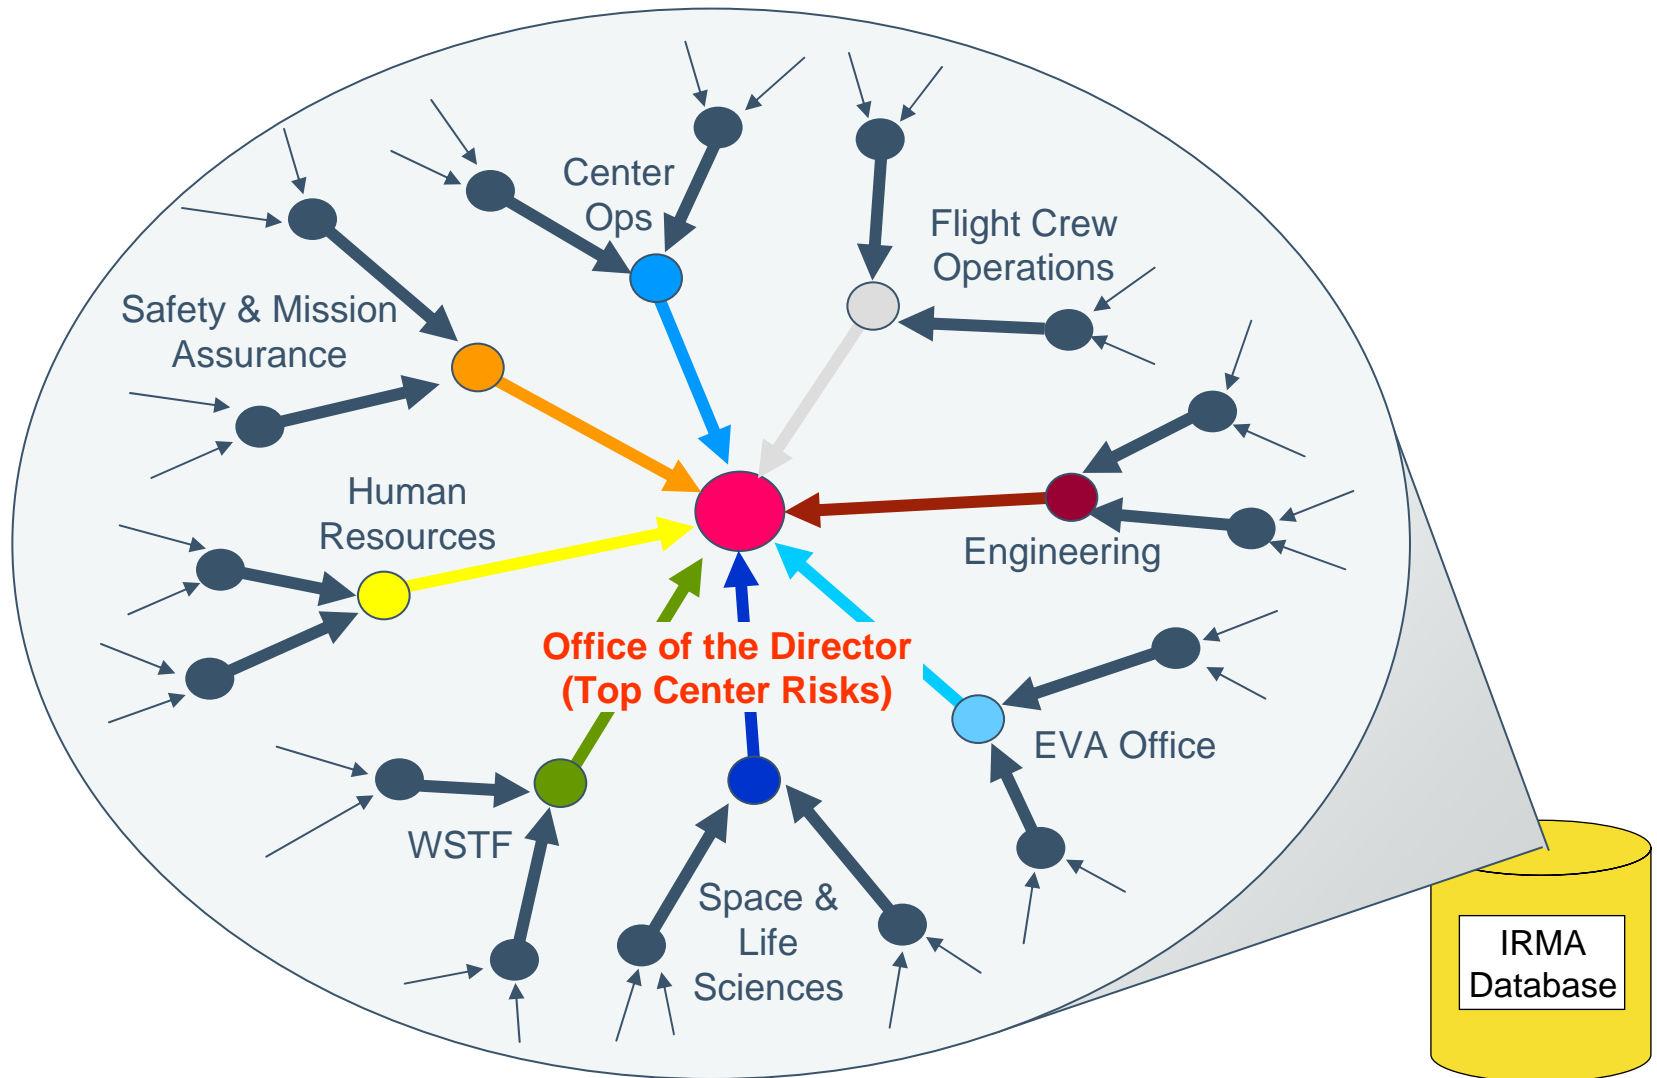 Center
Ops
Flight Crew
Operations
Safety & Mission
Assurance
Human
Resources
Engineering
Office of the Director
(Top Center Risks)
EVA Office
WSTF
Space &
Life
Sciences
IRMA
Database